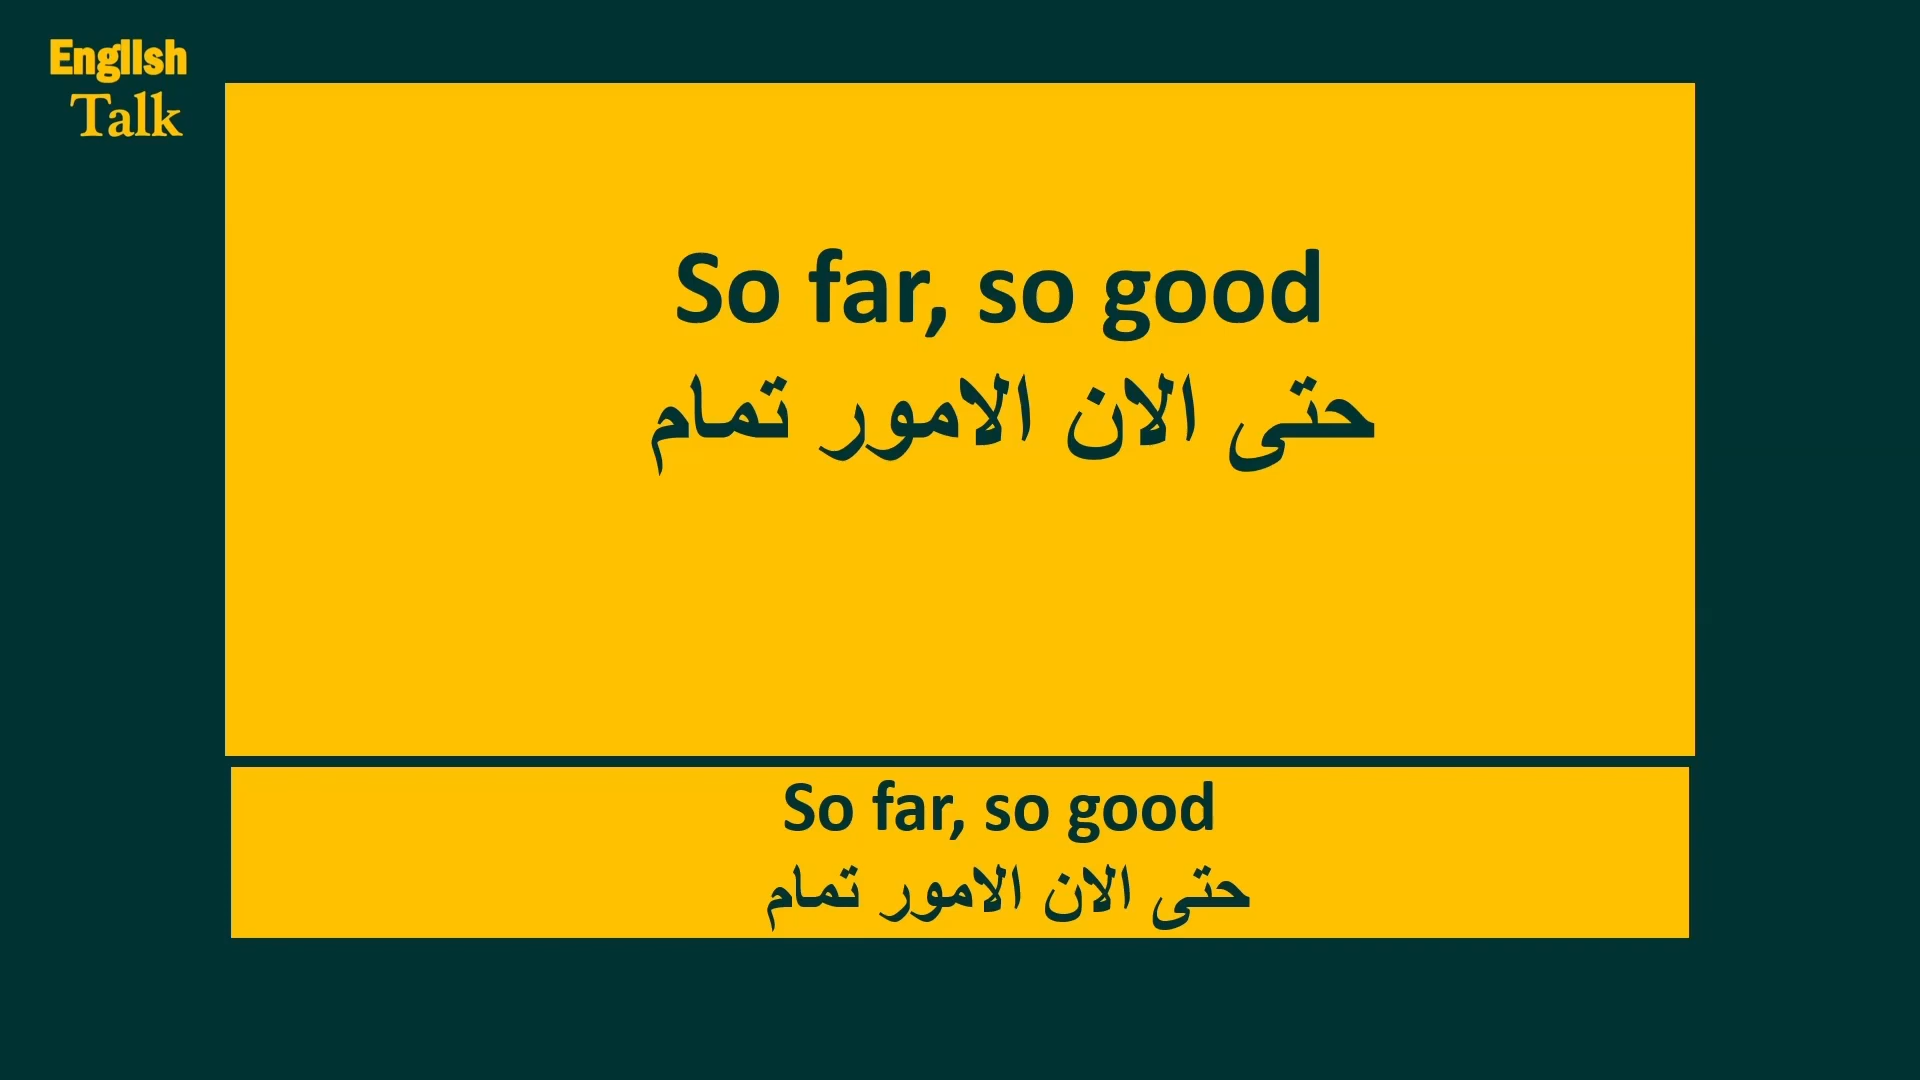 English
Talk
So far, so good
حتى الان الامور تمام
So far, so good
حتى الان الامور تمام